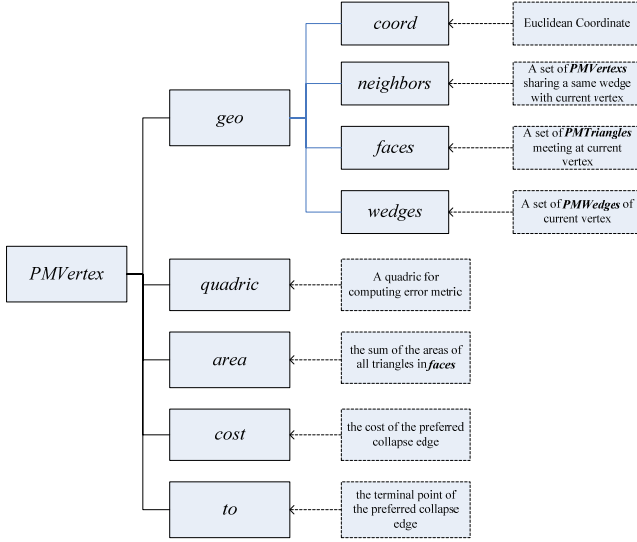 coord
Euclidean Coordinate
neighbors
A set of PMVertexs
sharing a same wedge
with current vertex
geo
faces
A set of PMTriangles
meeting at current
vertex
wedges
A set of PMWedges of
current vertex
PMVertex
quadric
A quadric for
computing error metric
area
the sum of the areas of
all triangles in faces
cost
the cost of the preferred
collapse edge
to
the terminal point of
the preferred collapse
edge